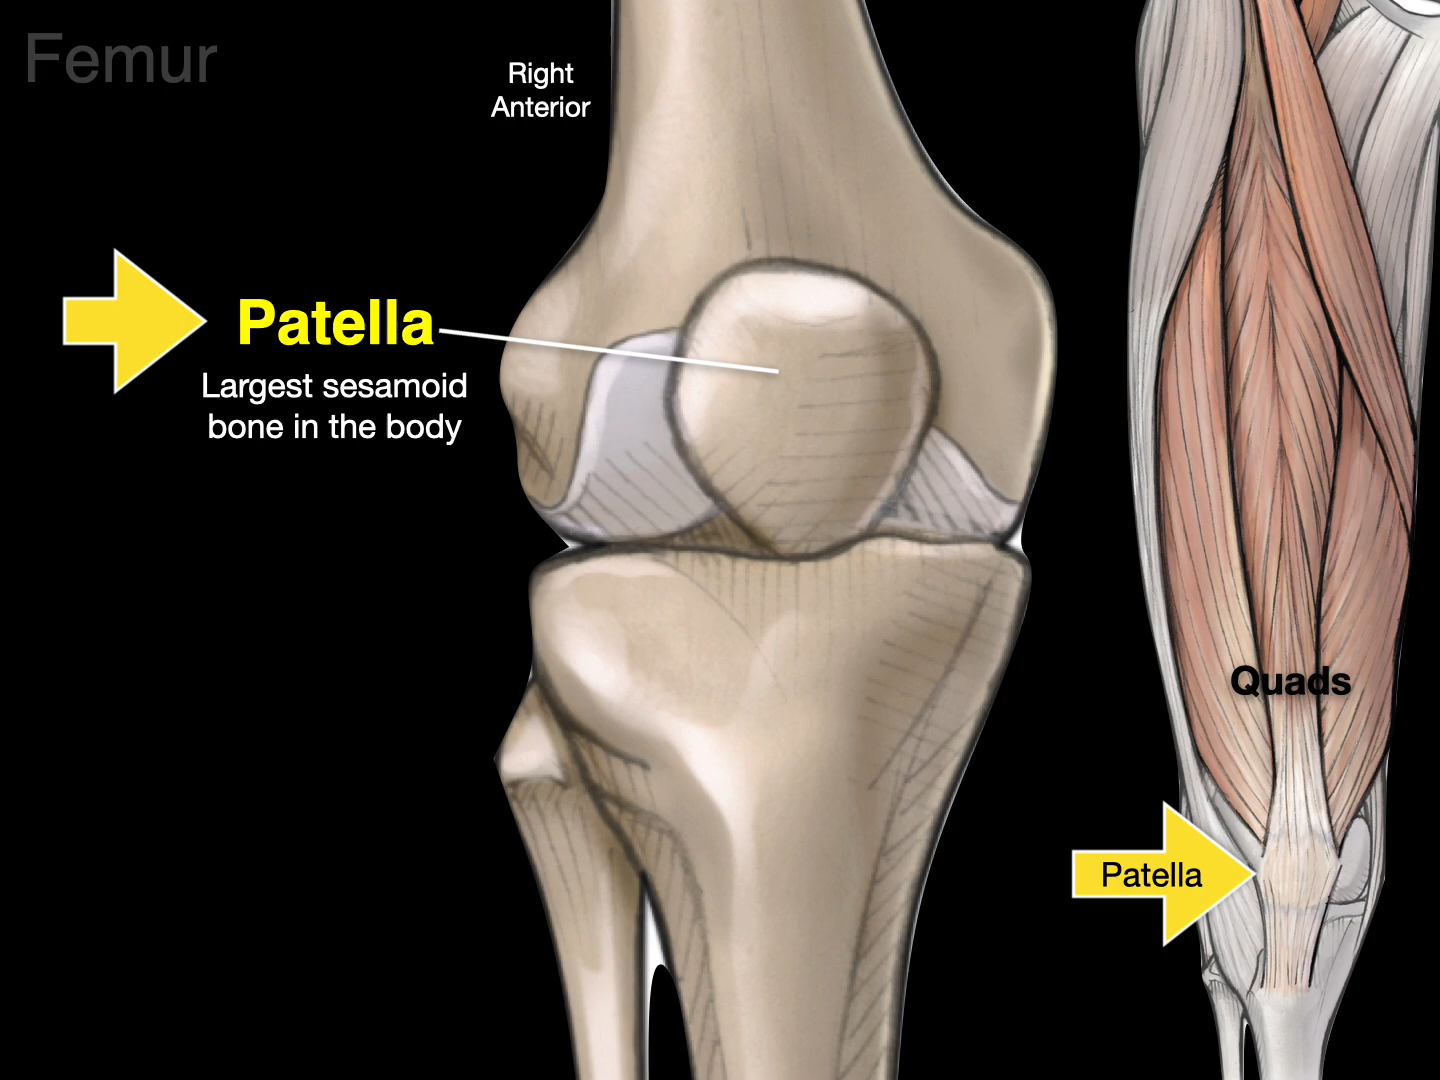 Femur
Right
Anterior
Patella
Largest sesamoid
bone in the body
Quads
Patella